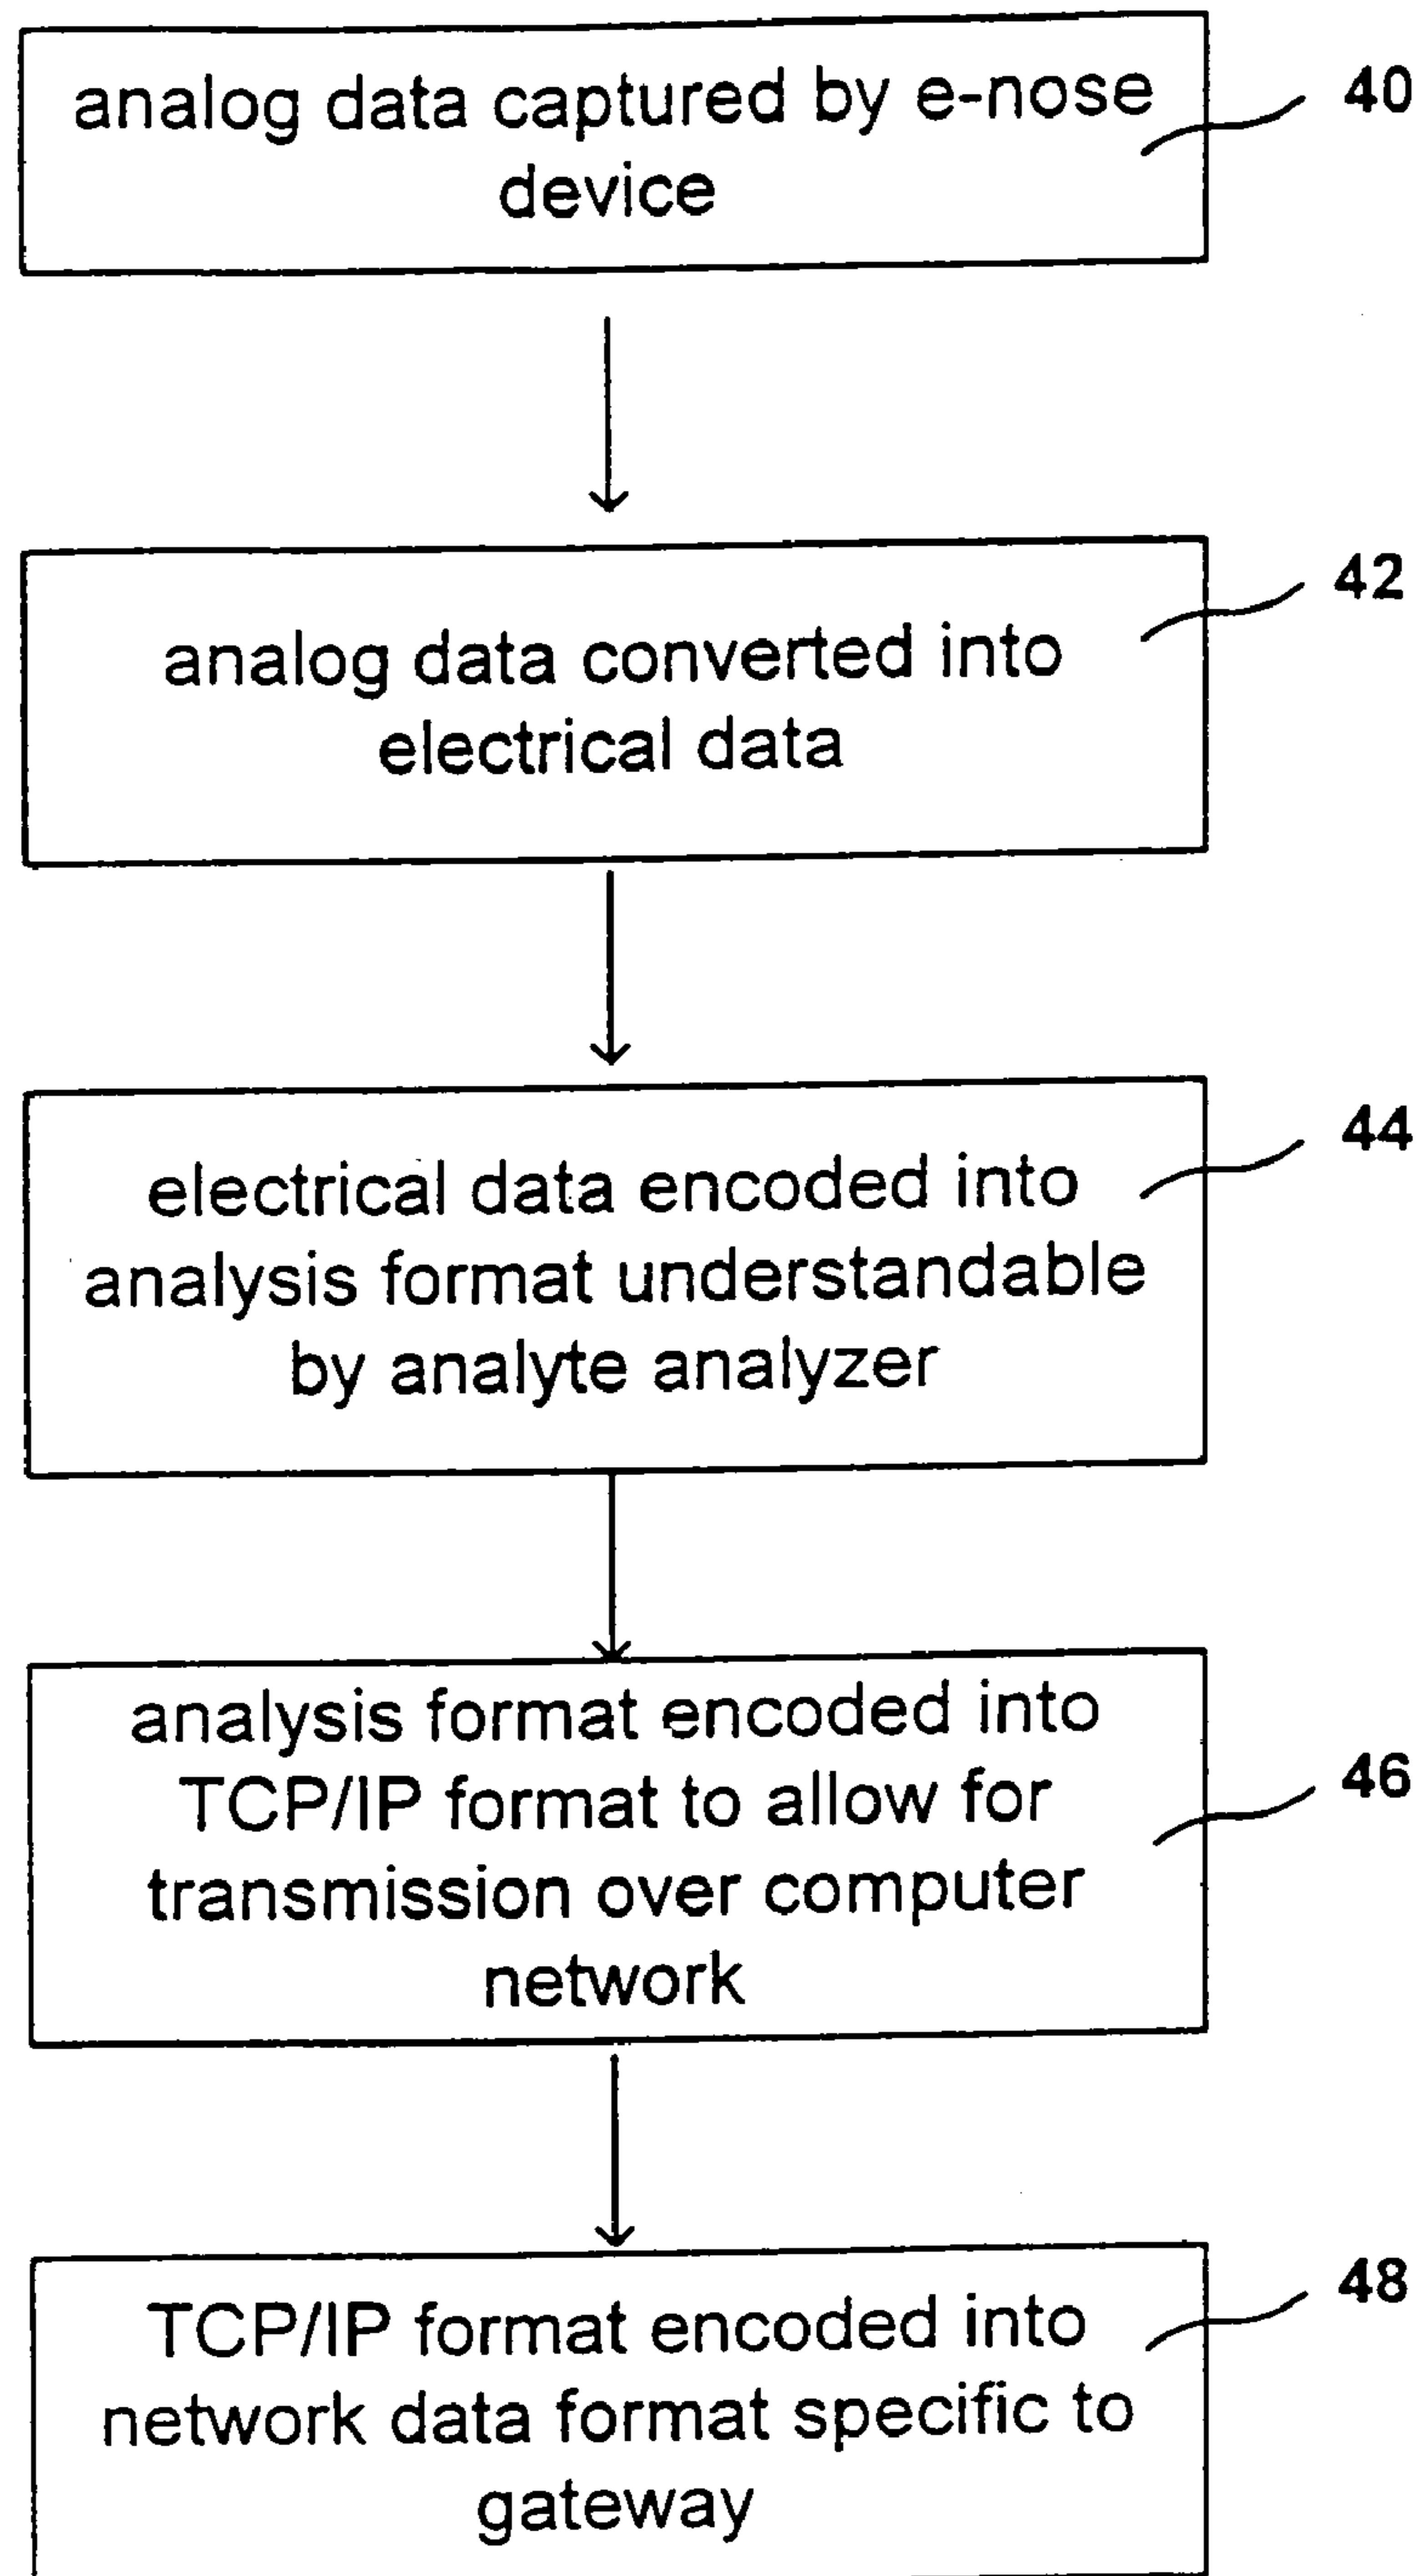 analog data captured by e-nose
device
40
analog data converted into
electrical data
42
electrical data encoded into
analysis format understandable
by analyte analyzer
44
analysis format encoded into
TCP/IP format to allow for
transmission over computer
network
46
TCP/IP format encoded into
network data format specific to
gateway
48